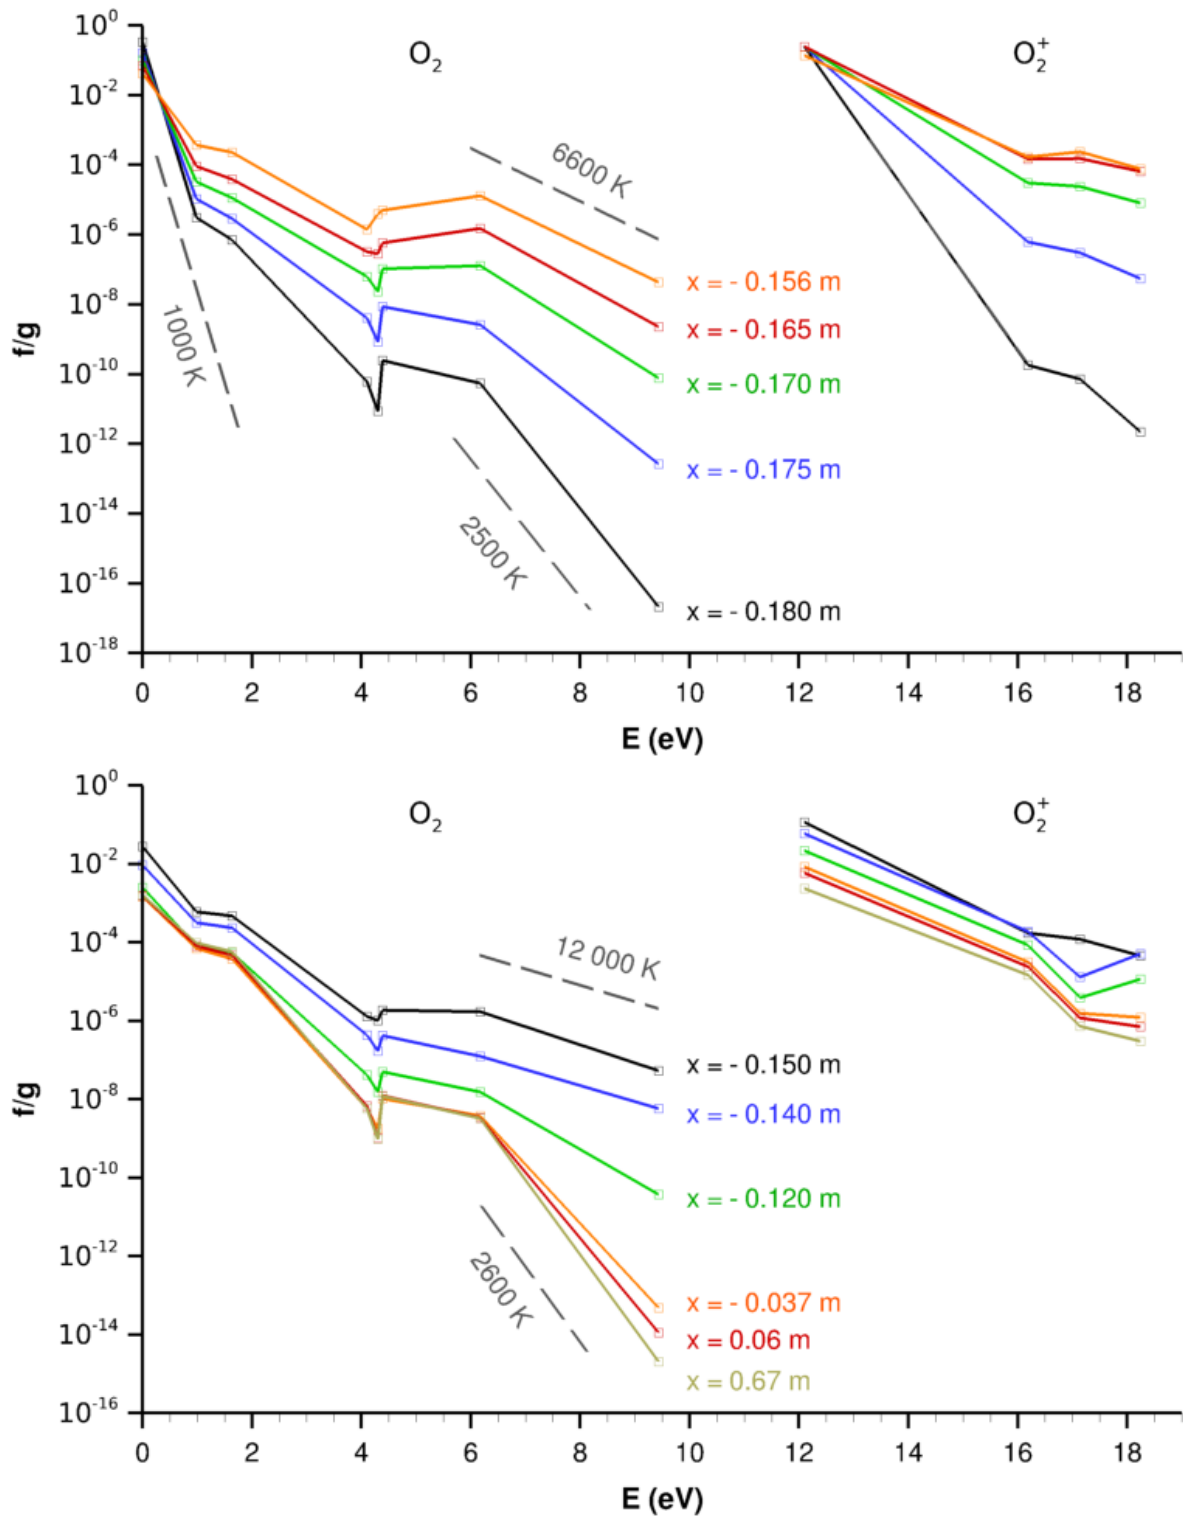 O₂
O₂⁺
10⁰
10⁻²
10⁻⁴
10⁻⁶
10⁻⁸
10⁻¹⁰
10⁻¹²
10⁻¹⁴
10⁻¹⁶
10⁻¹⁸
f/g
1000 K
6600 K
2500 K
x = - 0.156 m
x = - 0.165 m
x = - 0.170 m
x = - 0.175 m
x = - 0.180 m
0 2 4 6 8 10 12 14 16 18
E (eV)
O₂
O₂⁺
10⁰
10⁻²
10⁻⁴
10⁻⁶
10⁻⁸
10⁻¹⁰
10⁻¹²
10⁻¹⁴
10⁻¹⁶
f/g
12 000 K
2600 K
x = - 0.150 m
x = - 0.140 m
x = - 0.120 m
x = - 0.037 m
x = 0.06 m
x = 0.67 m
0 2 4 6 8 10 12 14 16 18
E (eV)